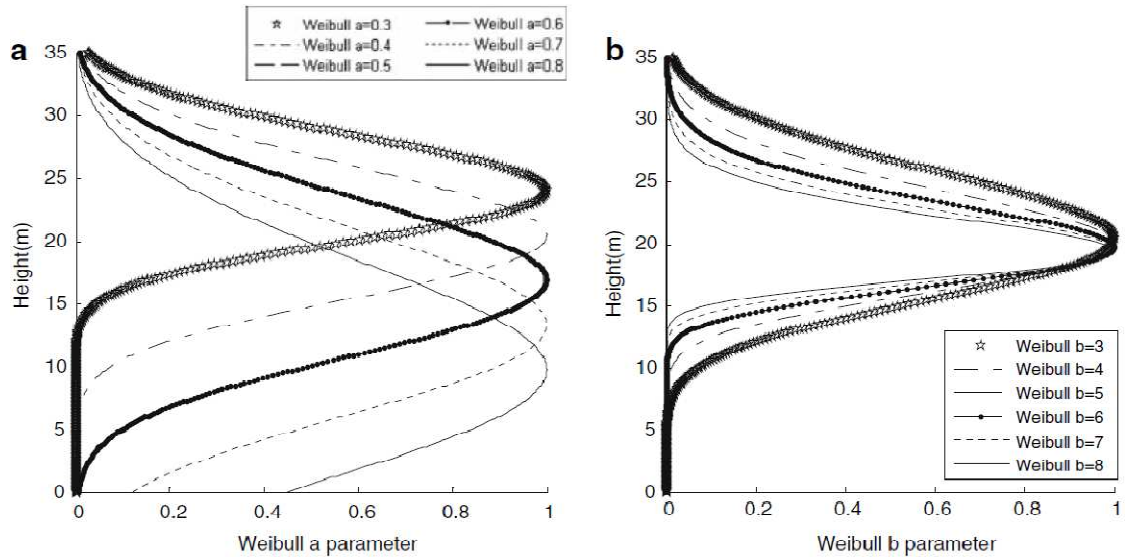 a
Weibull a=0.3
Weibull a=0.4
Weibull a=0.5
Weibull a=0.6
Weibull a=0.7
Weibull a=0.8
35
30
25
20
15
10
5
0
Height(m)
0 0.2 0.4 0.6 0.8 1
Weibull a parameter
b
35
30
25
20
15
10
5
0
Height(m)
Weibull b=3
Weibull b=4
Weibull b=5
Weibull b=6
Weibull b=7
Weibull b=8
0 0.2 0.4 0.6 0.8 1
Weibull b parameter